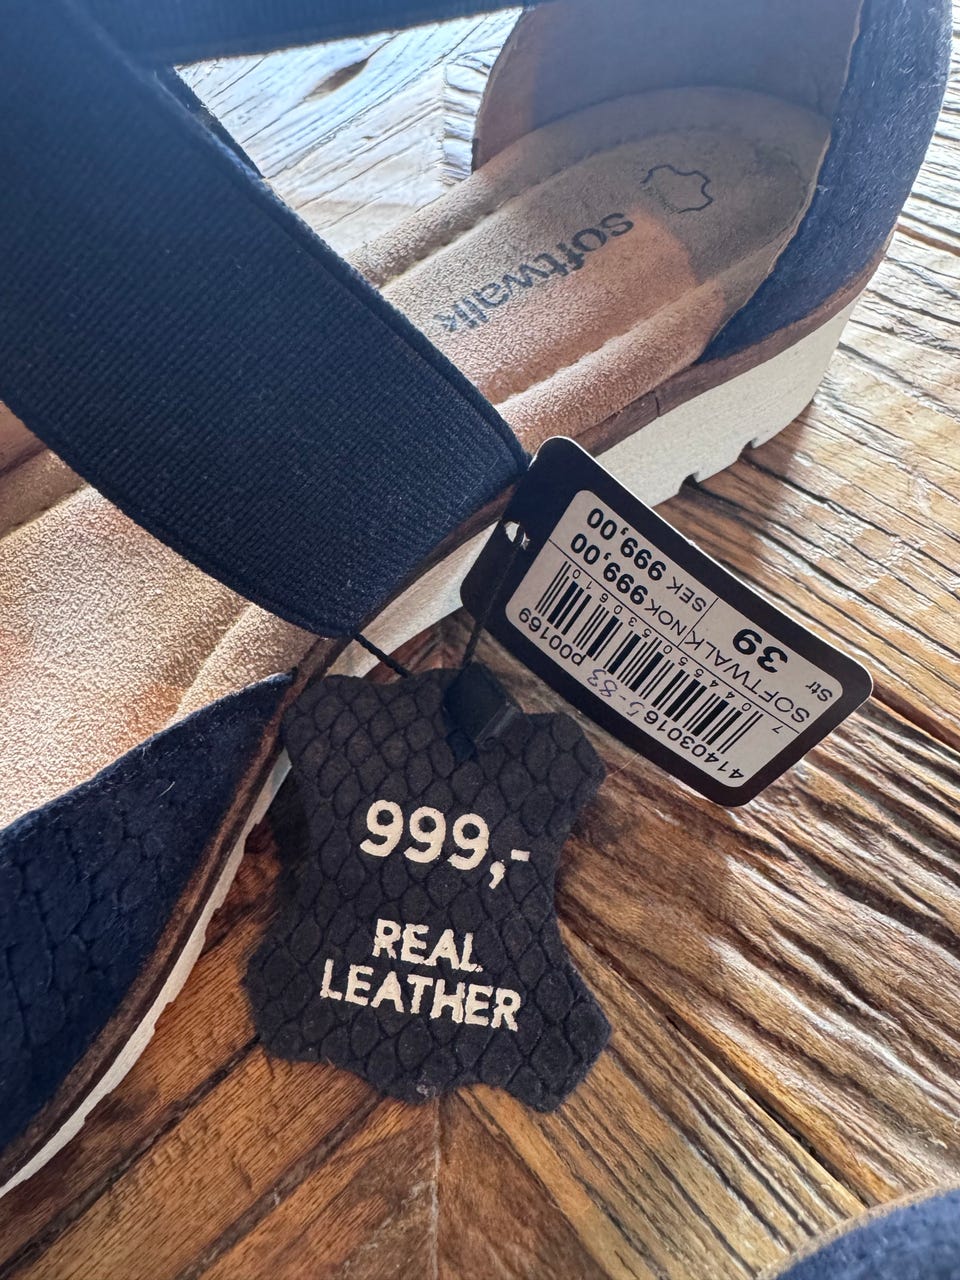 softwalk
Str
39
SOFTWALK NOK 999,00
SEK 999,00
p00169
999,-
REAL
LEATHER